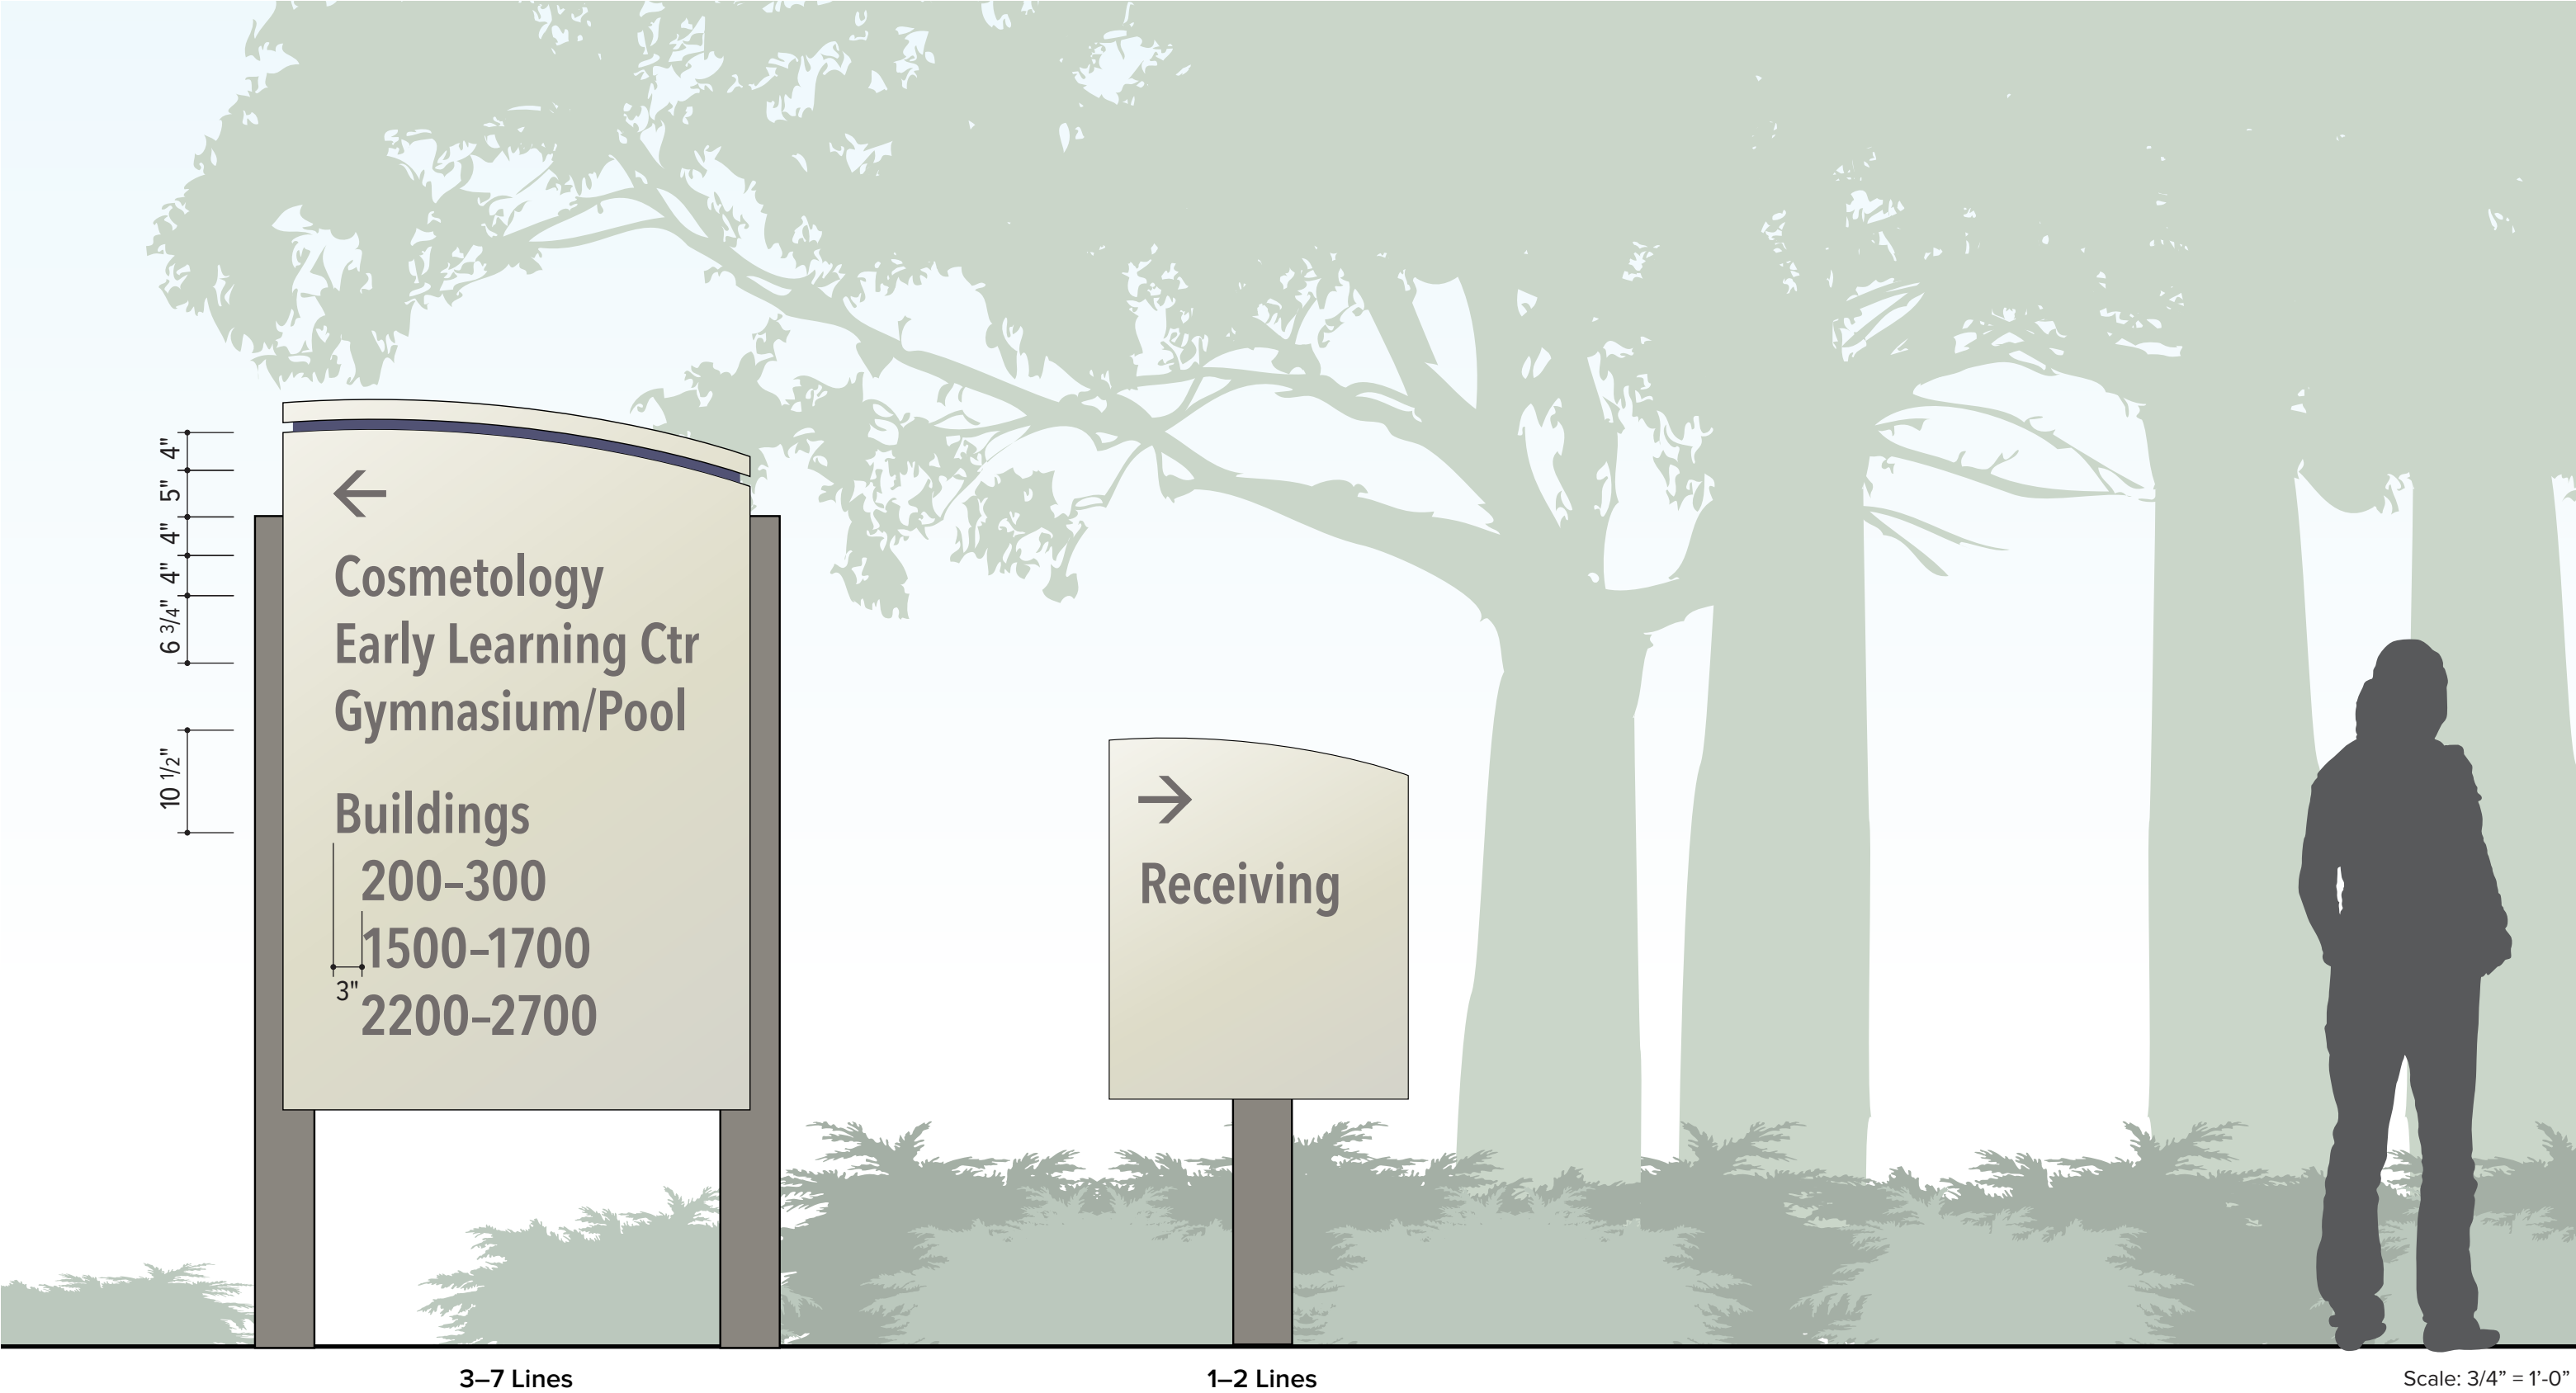 4"
5"
4"
4"
6 3/4"
10 1/2"
←
Cosmetology
Early Learning Ctr
Gymnasium/Pool
Buildings
200–300
1500–1700
2200–2700
3"
→
Receiving
3–7 Lines
1–2 Lines
Scale: 3/4” = 1’-0”